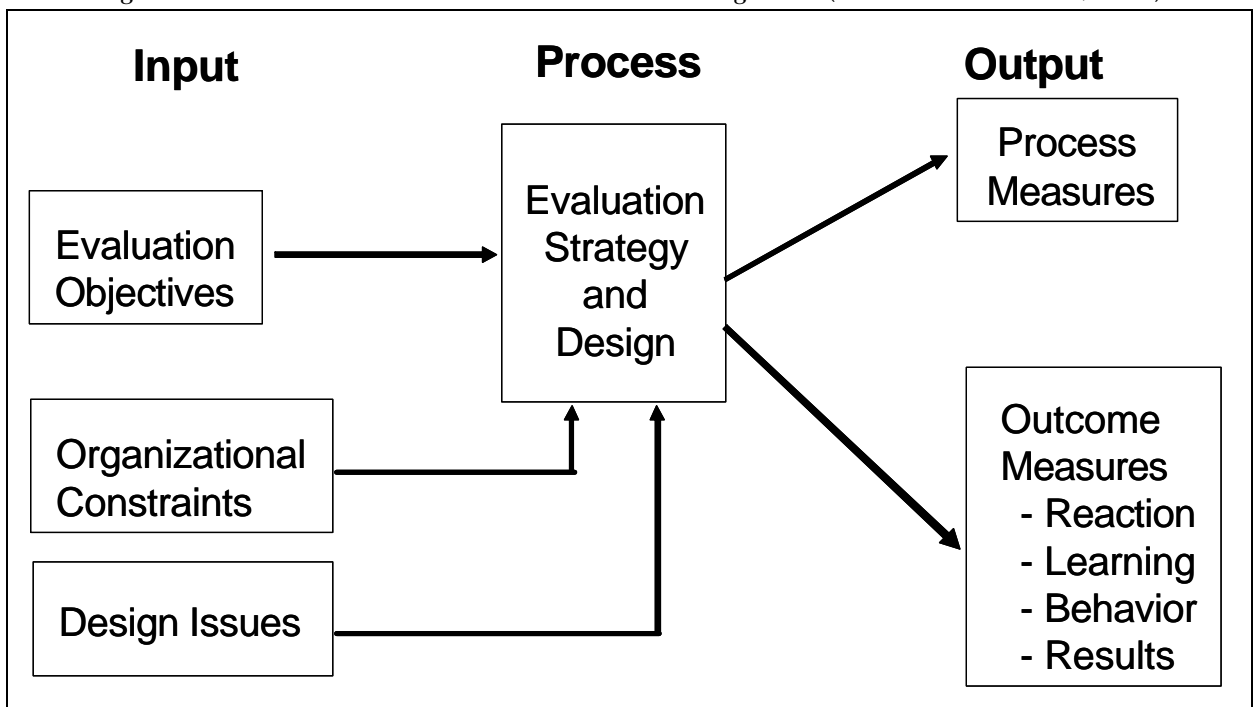 Input
Process
Output
Evaluation
Objectives
Organizational
Constraints
Design Issues
Evaluation
Strategy
and
Design
Process
Measures
Outcome
Measures
- Reaction
- Learning
- Behavior
- Results